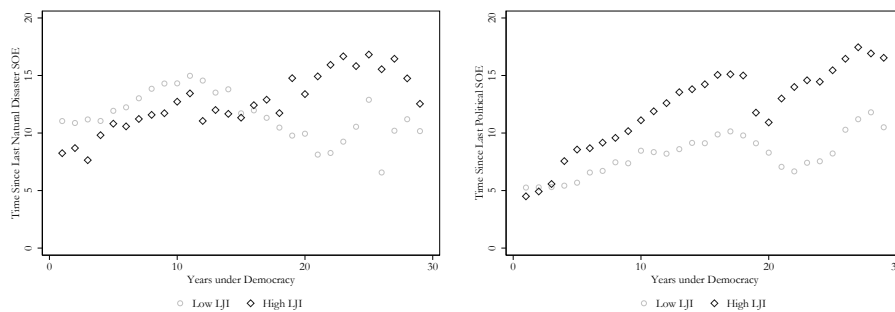 Time Since Last Natural Disaster SOE
20
15
10
5
0
0
10
20
30
Years under Democracy
Low LJI
High LJI
Time Since Last Political SOE
20
15
10
5
0
0
10
20
3
Years under Democracy
Low LJI
High LJI